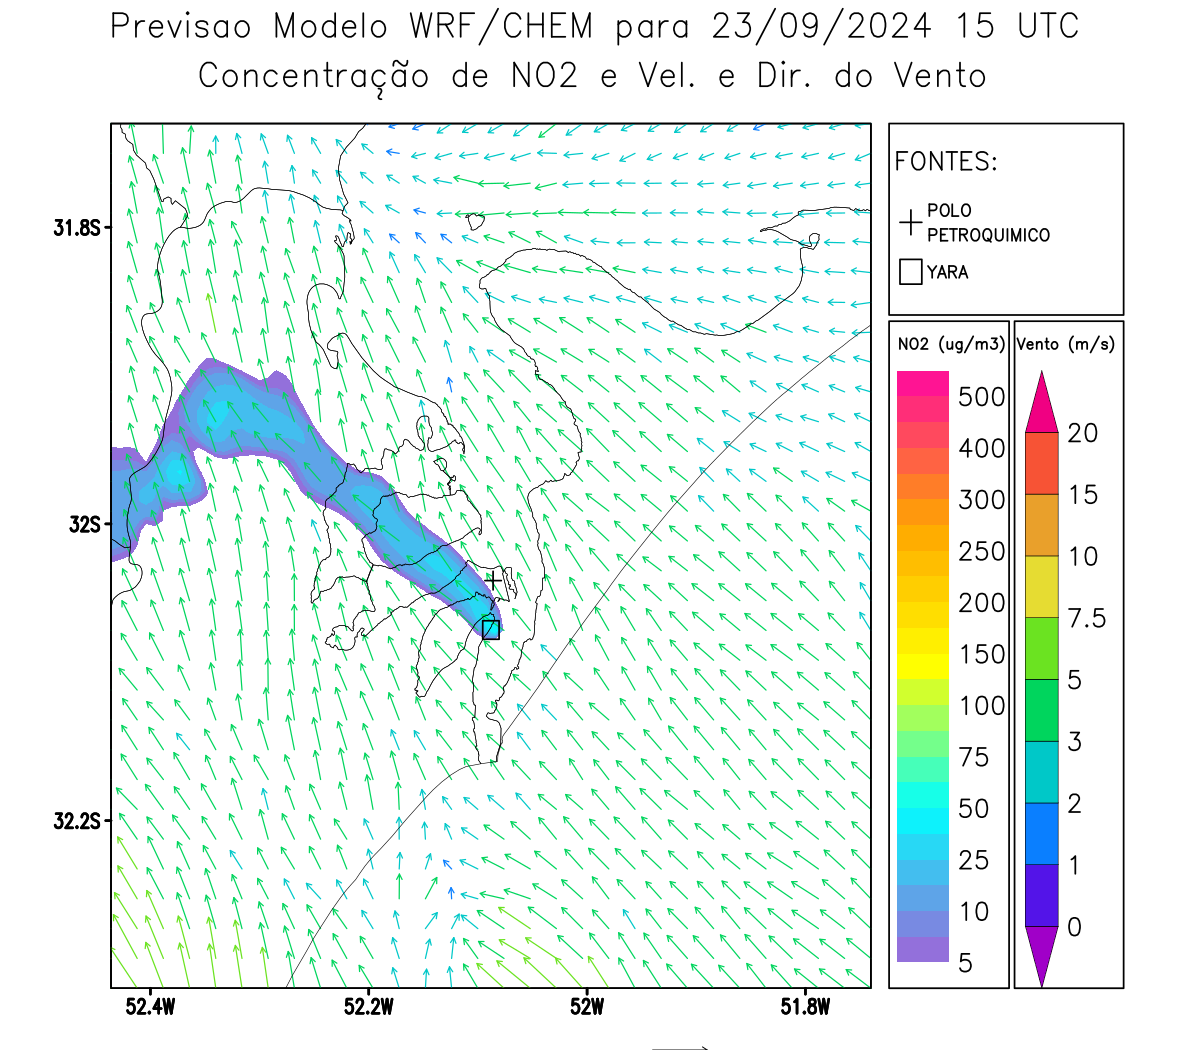 Previsao Modelo WRF/CHEM para 23/09/2024 15 UTC
Concentração de NO2 e Vel. e Dir. do Vento
FONTES:
POLO
PETROQUIMICO
YARA
31.8S
32S
32.2S
52.4W
52.2W
52W
51.8W
NO2 (ug/m3)
500
400
300
250
200
150
100
75
50
25
10
5
Vento (m/s)
20
15
10
7.5
5
3
2
1
0